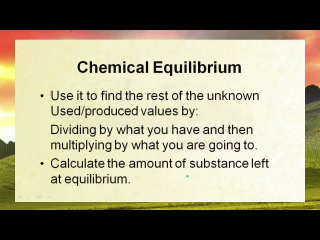 Chemical Equilibrium
• Use it to find the rest of the unknown
Used/produced values by:
Dividing by what you have and then
multiplying by what you are going to.
• Calculate the amount of substance left
at equilibrium.